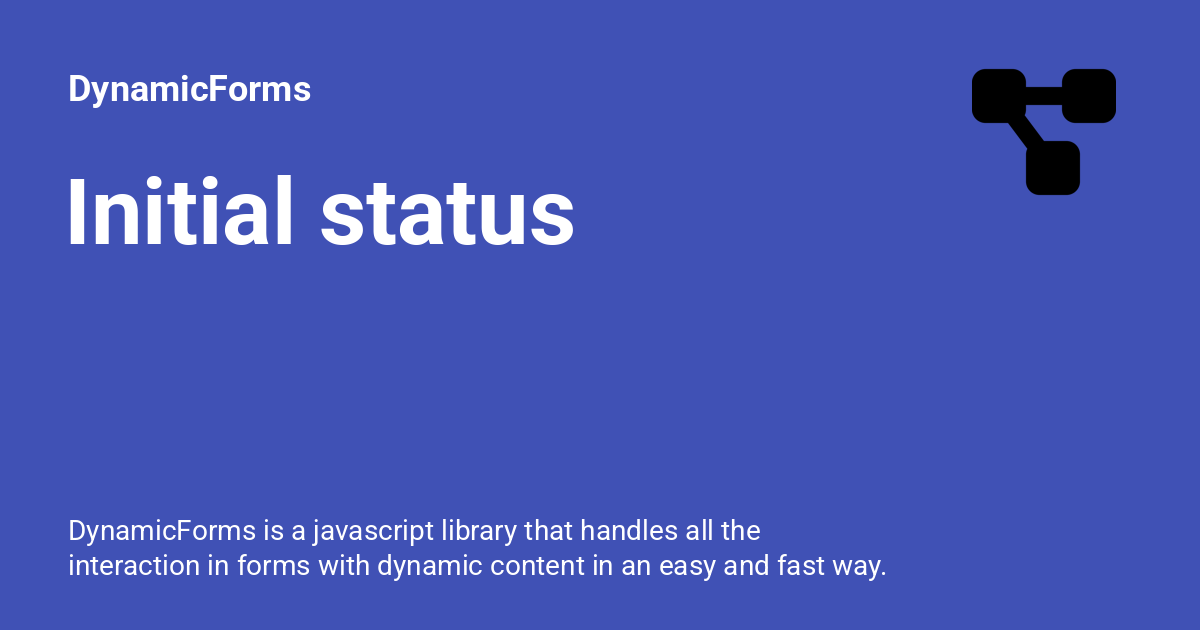 DynamicForms
Initial status
DynamicForms is a javascript library that handles all the
interaction in forms with dynamic content in an easy and fast way.